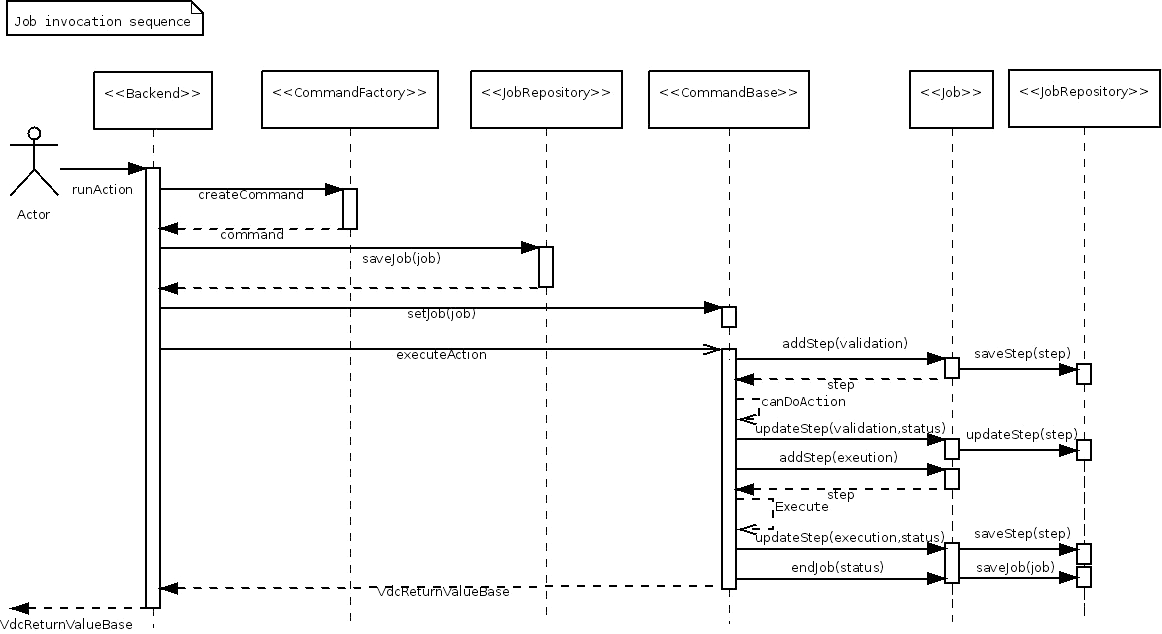 Job invocation sequence
<<Backend>>
<<CommandFactory>>
<<JobRepository>>
<<CommandBase>>
<<Job>>
<<JobRepository>>
Actor
runAction
createCommand
command
saveJob(job)
setJob(job)
executeAction
addStep(validation)
saveStep(step)
step
canDoAction
updateStep(validation,status)
updateStep(step)
addStep(exeution)
step
Execute
updateStep(execution,status)
saveStep(step)
endJob(status)
saveJob(job)
VdcReturnValueBase
VdcReturnValueBase